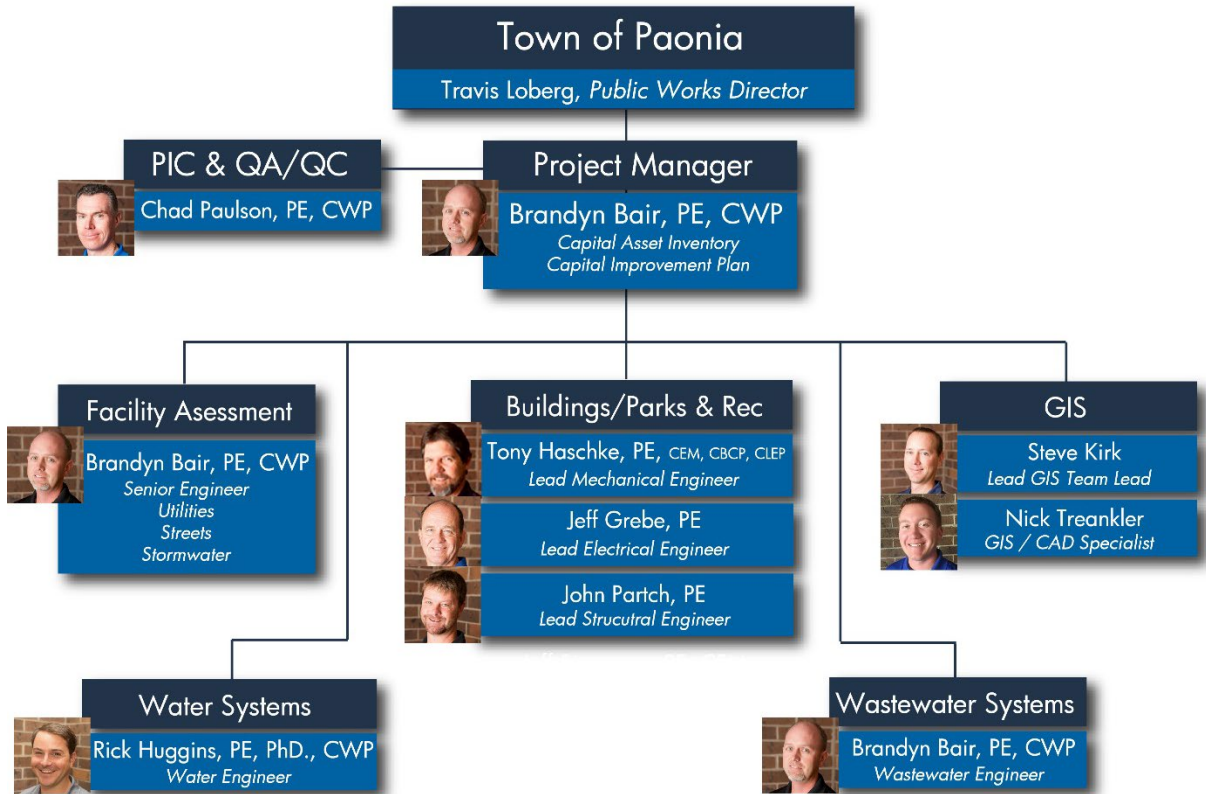 Town of Paonia
Travis Loberg, Public Works Director
PIC & QA/QC
Chad Paulson, PE, CWP
Project Manager
Brandyn Bair, PE, CWP
Capital Asset Inventory
Capital Improvement Plan
Facility Asessment
Brandyn Bair, PE, CWP
Senior Engineer
Utilities
Streets
Stormwater
Buildings/Parks & Rec
Tony Haschke, PE, CEM, CBCP, CLEP
Lead Mechanical Engineer
Jeff Grebe, PE
Lead Electrical Engineer
John Partch, PE
Lead Strucutral Engineer
GIS
Steve Kirk
Lead GIS Team Lead
Nick Treankler
GIS / CAD Specialist
Water Systems
Rick Huggins, PE, PhD., CWP
Water Engineer
Wastewater Systems
Brandyn Bair, PE, CWP
Wastewater Engineer